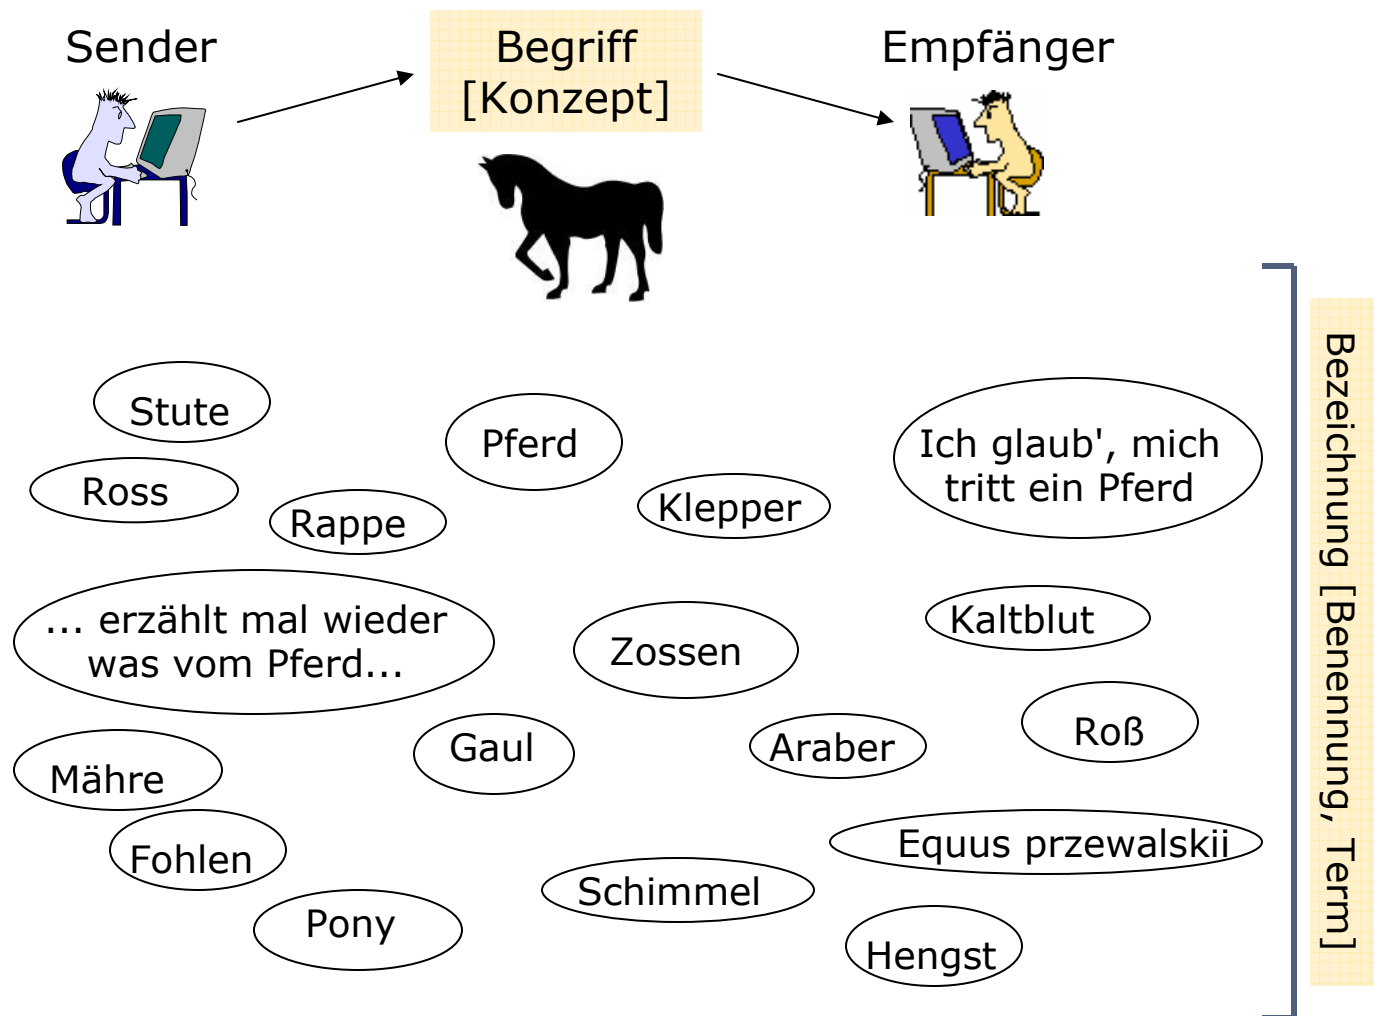 Sender
Begriff
[Konzept]
Empfänger
Stute
Pferd
Ich glaub', mich
tritt ein Pferd
Ross
Rappe
Klepper
... erzählt mal wieder
was vom Pferd...
Zossen
Kaltblut
Mähre
Gaul
Araber
Roß
Fohlen
Equus przewalskii
Schimmel
Pony
Hengst
Bezeichnung [Benennung, Term]